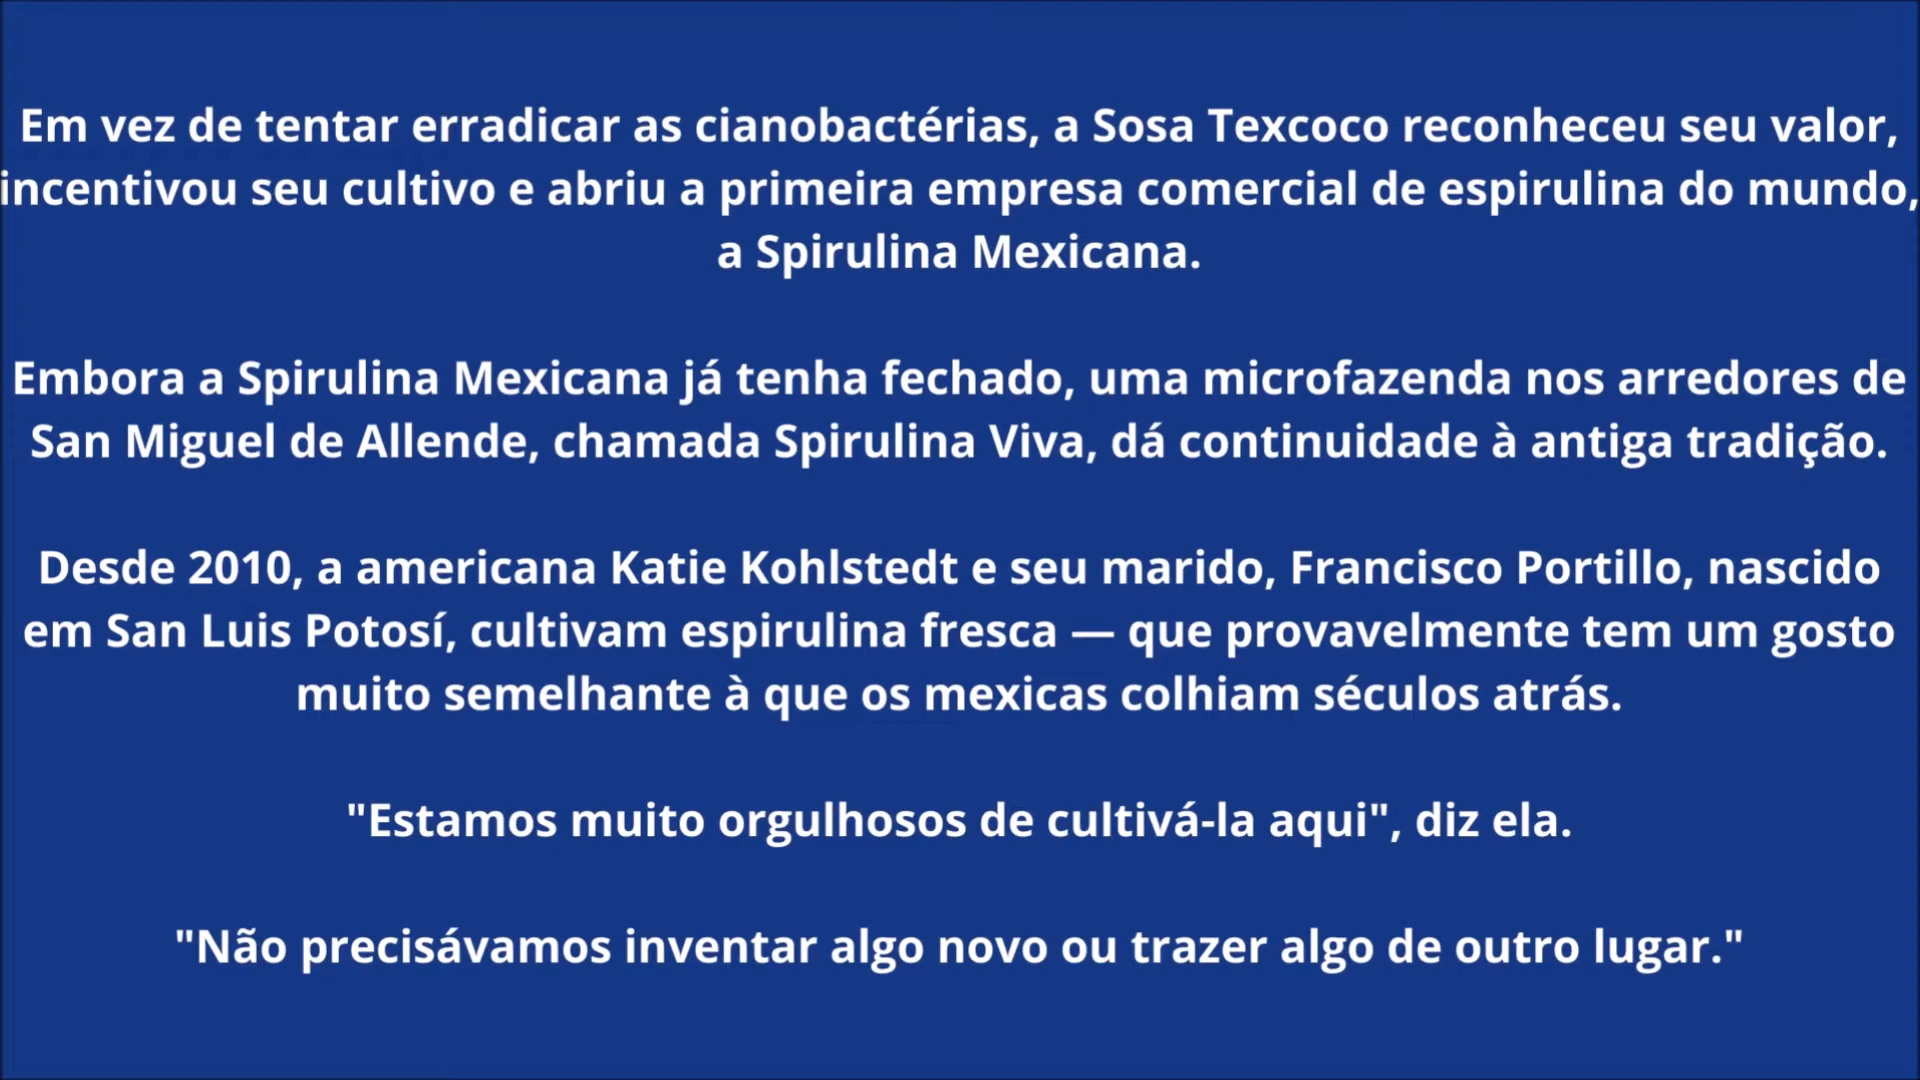 Em vez de tentar erradicar as cianobactérias, a Sosa Texcoco reconheceu seu valor,
incentivou seu cultivo e abriu a primeira empresa comercial de espirulina do mundo,
a Spirulina Mexicana.
Embora a Spirulina Mexicana já tenha fechado, uma microfazenda nos arredores de
San Miguel de Allende, chamada Spirulina Viva, dá continuidade à antiga tradição.
Desde 2010, a americana Katie Kohlstedt e seu marido, Francisco Portillo, nascido
em San Luis Potosí, cultivam espirulina fresca — que provavelmente tem um gosto
muito semelhante à que os mexicas colhiam séculos atrás.
"Estamos muito orgulhosos de cultivá-la aqui", diz ela.
"Não precisávamos inventar algo novo ou trazer algo de outro lugar."